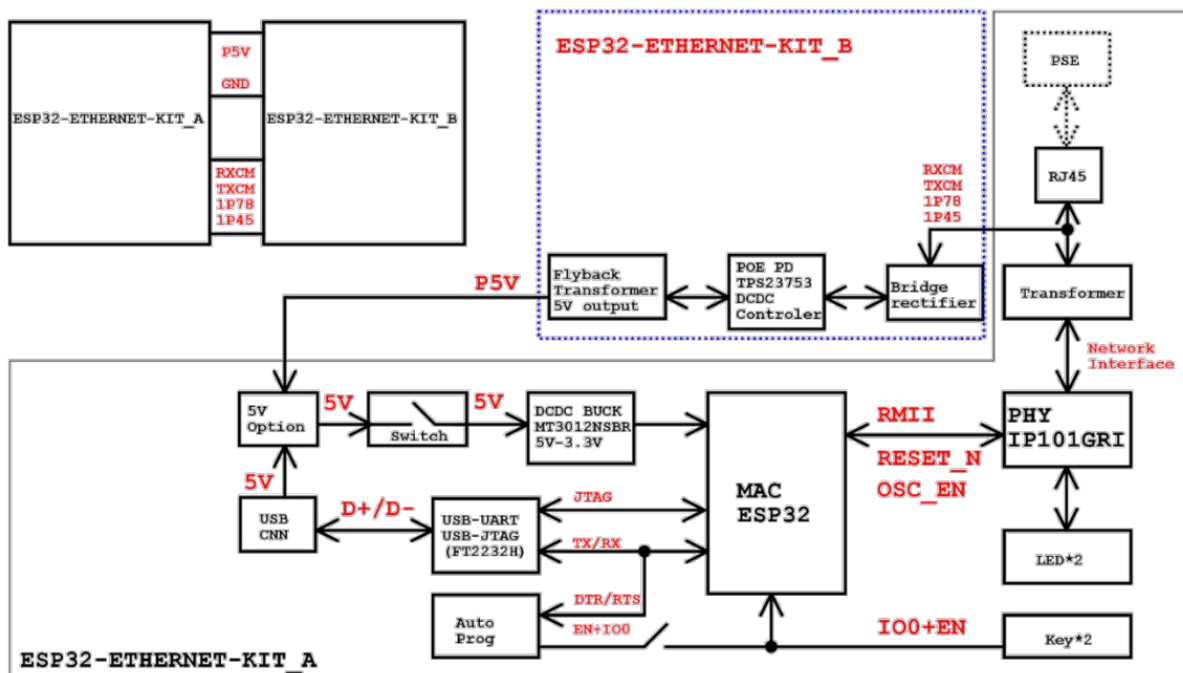 P5V
GND
ESP32-ETHERNET-KIT_A
ESP32-ETHERNET-KIT_B
RXCM
TXCM
1P78
1P45
ESP32-ETHERNET-KIT_B
PSE
RJ45
RXCM
TXCM
1P78
1P45
P5V
Flyback
Transformer
5V output
POE PD
TPS23753
DCDC
Controler
Bridge
rectifier
Transformer
Network
Interface
5V
Option
5V
Switch
5V
DCDC BUCK
MT3012NSBR
5V-3.3V
MAC
ESP32
RMII
RESET_N
OSC_EN
PHY
IP101GRI
5V
USB
CNN
D+/D-
USB-UART
USB-JTAG
(FT2232H)
JTAG
TX/RX
LED*2
DTR/RTS
Auto
Prog
EN+IO0
IO0+EN
Key*2
ESP32-ETHERNET-KIT_A